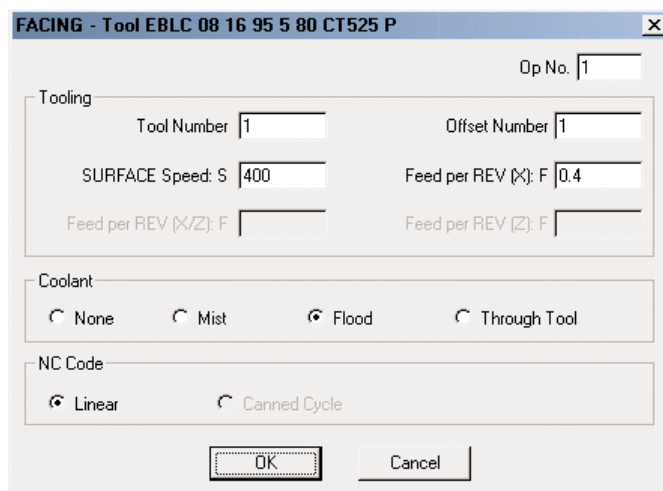 FACING - Tool EBLC 08 16 95 5 80 CT525 P
Op No. 1
Tooling
Tool Number 1 Offset Number 1
SURFACE Speed: S 400 Feed per REV (X): F 0.4
Feed per REV (X/Z): F Feed per REV (Z): F
Coolant
None Mist Flood Through Tool
NC Code
Linear Canned Cycle
OK Cancel